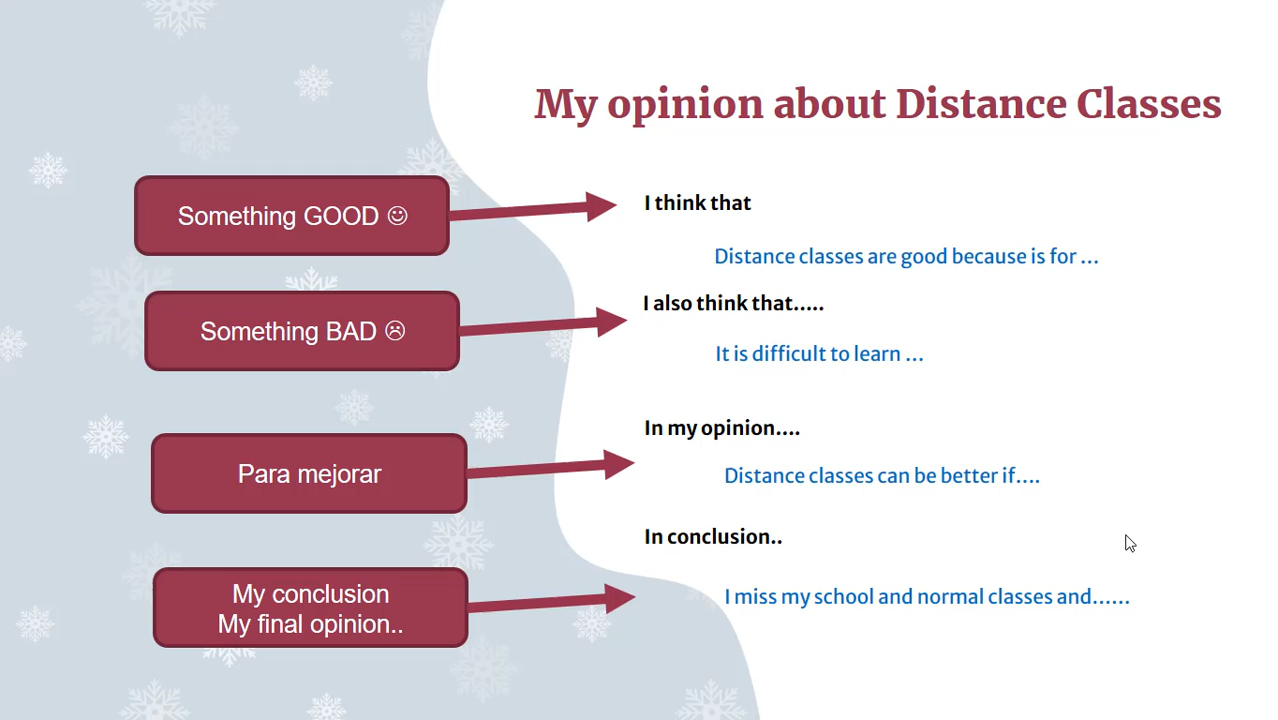 My opinion about Distance Classes
Something GOOD ☺
I think that
Distance classes are good because is for ...
Something BAD ☹
I also think that.....
It is difficult to learn ...
Para mejorar
In my opinion....
Distance classes can be better if....
In conclusion..
My conclusion
My final opinion..
I miss my school and normal classes and......